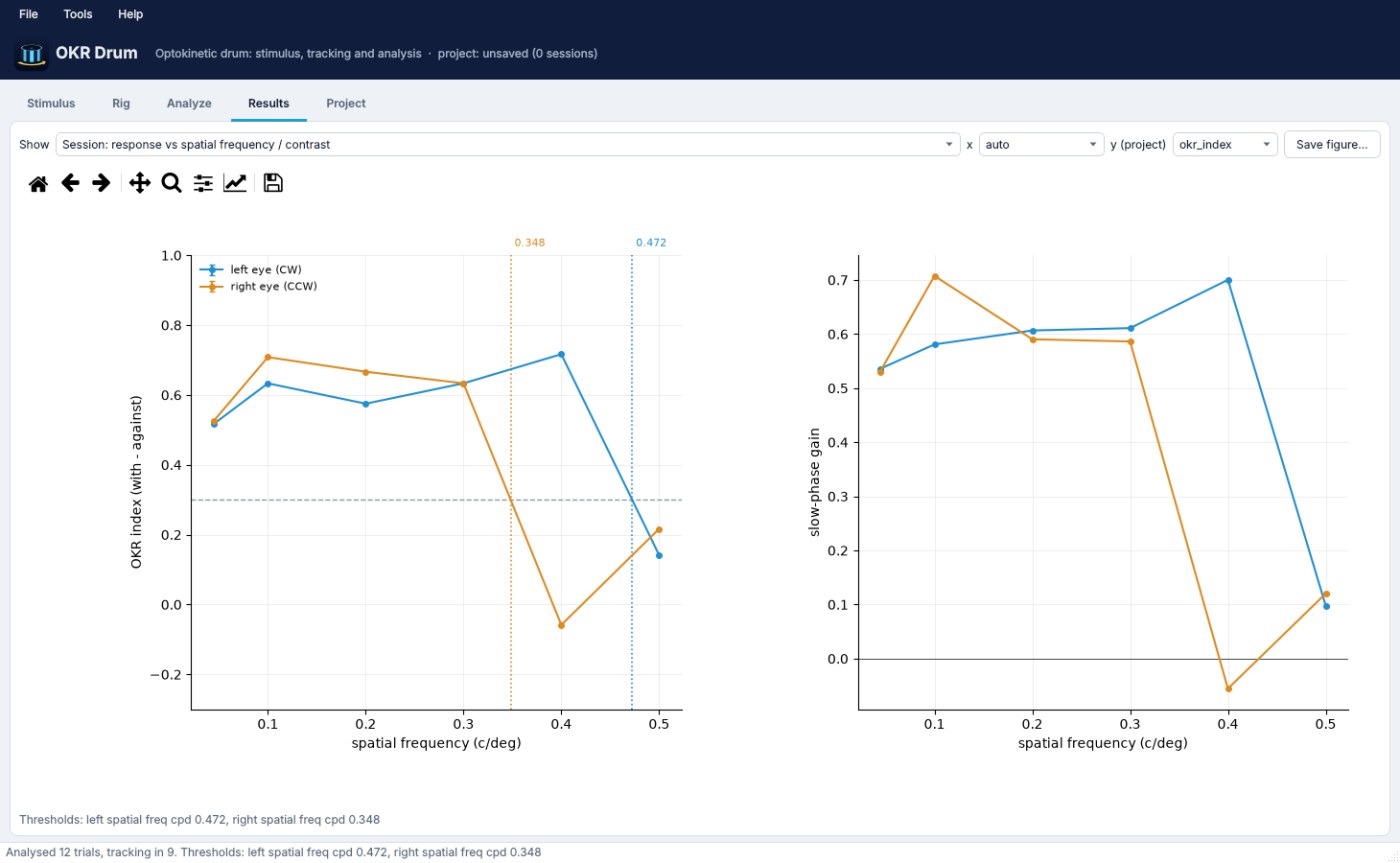 File Tools Help
OKR Drum Optokinetic drum: stimulus, tracking and analysis · project: unsaved (0 sessions)
Stimulus Rig Analyze Results Project
Show Session: response vs spatial frequency / contrast x auto y (project) okr_index Save figure...
0.348 0.472
left eye (CW)
right eye (CCW)
OKR index (with - against)
1.0
0.8
0.6
0.4
0.2
0.0
−0.2
0.1 0.2 0.3 0.4 0.5
spatial frequency (c/deg)
slow-phase gain
0.7
0.6
0.5
0.4
0.3
0.2
0.1
0.0
0.1 0.2 0.3 0.4 0.5
spatial frequency (c/deg)
Thresholds: left spatial freq cpd 0.472, right spatial freq cpd 0.348
Analysed 12 trials, tracking in 9. Thresholds: left spatial freq cpd 0.472, right spatial freq cpd 0.348